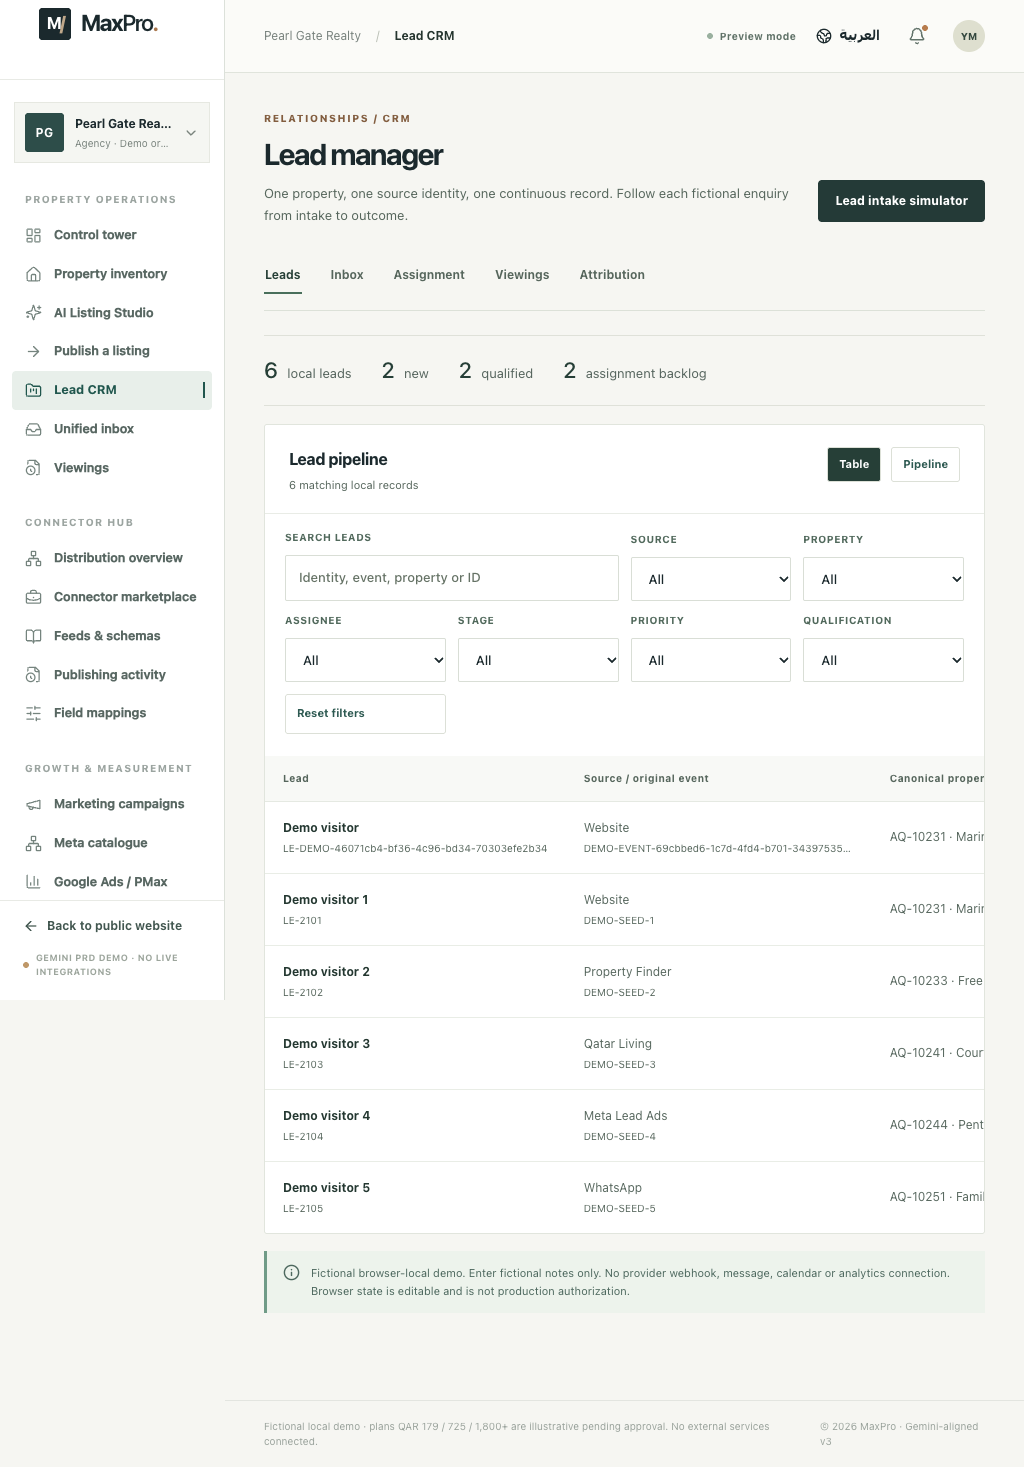 M/ MaxPro.
Pearl Gate Realty / Lead CRM
Preview mode
العربية
YM
PG
Pearl Gate Rea...
Agency · Demo or...
PROPERTY OPERATIONS
Control tower
Property inventory
AI Listing Studio
Publish a listing
Lead CRM
Unified inbox
Viewings
CONNECTOR HUB
Distribution overview
Connector marketplace
Feeds & schemas
Publishing activity
Field mappings
GROWTH & MEASUREMENT
Marketing campaigns
Meta catalogue
Google Ads / PMax
Back to public website
GEMINI PRD DEMO · NO LIVE
INTEGRATIONS
RELATIONSHIPS / CRM
Lead manager
One property, one source identity, one continuous record. Follow each fictional enquiry
from intake to outcome.
Lead intake simulator
Leads Inbox Assignment Viewings Attribution
6 local leads 2 new 2 qualified 2 assignment backlog
Lead pipeline
6 matching local records
Table Pipeline
SEARCH LEADS SOURCE PROPERTY
Identity, event, property or ID All All
ASSIGNEE STAGE PRIORITY QUALIFICATION
All All All All
Reset filters
Lead Source / original event Canonical proper
Demo visitor Website AQ-10231 · Marin
LE-DEMO-46071cb4-bf36-4c96-bd34-70303efe2b34 DEMO-EVENT-69cbbed6-1c7d-4fd4-b701-34397535...
Demo visitor 1 Website AQ-10231 · Marin
LE-2101 DEMO-SEED-1
Demo visitor 2 Property Finder AQ-10233 · Free
LE-2102 DEMO-SEED-2
Demo visitor 3 Qatar Living AQ-10241 · Cour
LE-2103 DEMO-SEED-3
Demo visitor 4 Meta Lead Ads AQ-10244 · Pent
LE-2104 DEMO-SEED-4
Demo visitor 5 WhatsApp AQ-10251 · Famil
LE-2105 DEMO-SEED-5
Fictional browser-local demo. Enter fictional notes only. No provider webhook, message, calendar or analytics connection.
Browser state is editable and is not production authorization.
Fictional local demo · plans QAR 179 / 725 / 1,800+ are illustrative pending approval. No external services
connected.
© 2026 MaxPro · Gemini-aligned
v3